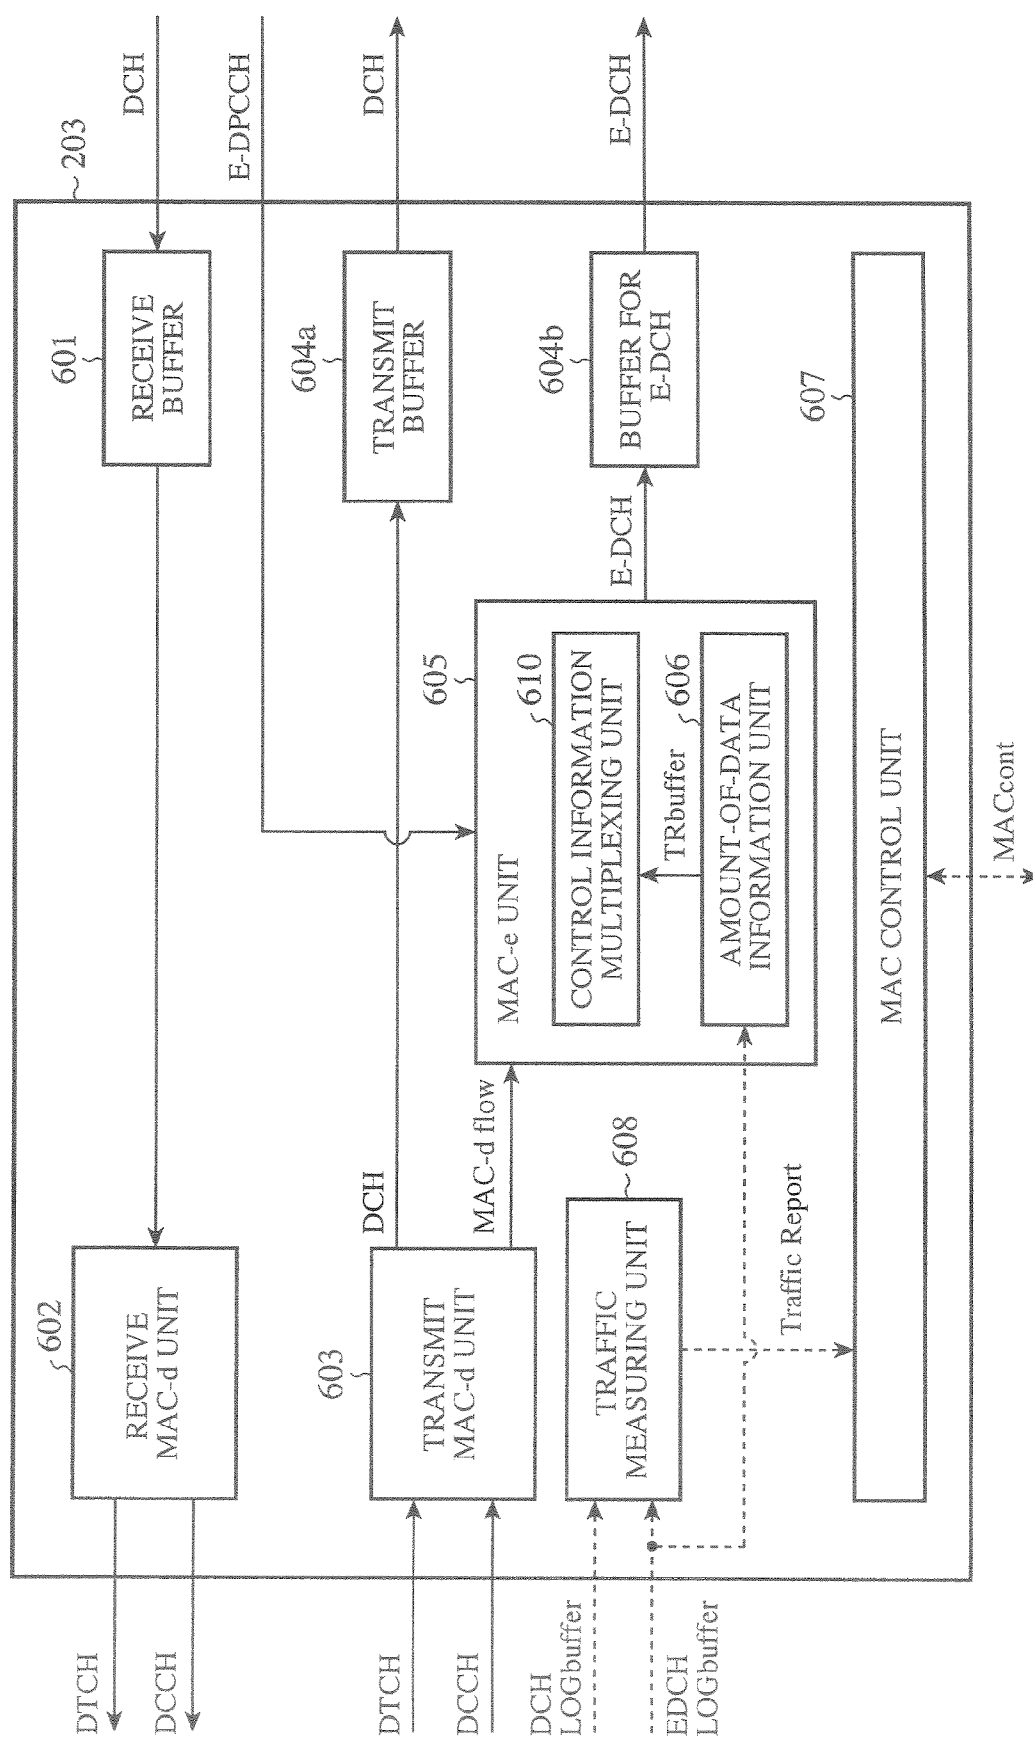 203
DCH
E-DPCCH
DCH
E-DCH
601
RECEIVE
BUFFER
604a
TRANSMIT
BUFFER
604b
BUFFER FOR
E-DCH
607
MAC CONTROL UNIT
MACcont
E-DCH
605
MAC-e UNIT
610
CONTROL INFORMATION
MULTIPLEXING UNIT
TRbuffer
606
AMOUNT-OF-DATA
INFORMATION UNIT
602
RECEIVE
MAC-d UNIT
603
TRANSMIT
MAC-d UNIT
DCH
MAC-d flow
608
TRAFFIC
MEASURING UNIT
Traffic Report
DTCH
DCCH
DTCH
DCCH
DCH
LOGbuffer
EDCH
LOGbuffer